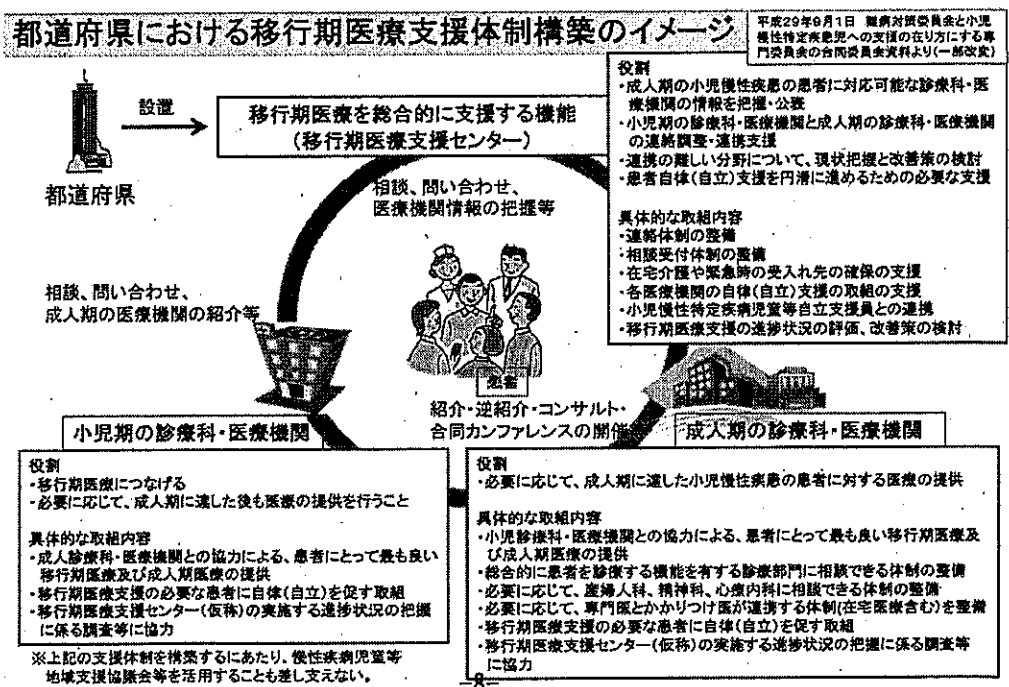 都道府県における移行期医療支援体制構築のイメージ
平成29年9月1日 難病対策委員会と小児
慢性特定疾患児への支援の在り方にする専
門委員会の合同委員会資料より(一部改変)
都道府県
設置
移行期医療を総合的に支援する機能
(移行期医療支援センター)
役割
・成人期の小児慢性疾患の患者に対応可能な診療科・医
療機関の情報を把握・公表
・小児期の診療科・医療機関と成人期の診療科・医療機関
の連絡調整・連携支援
・連携の難しい分野について、現状把握と改善策の検討
・患者自体(自立)支援を円滑に進めるための必要な支援
具体的な取組内容
・連絡体制の整備
・相談受付体制の整備
・在宅介護や緊急時の受入れ先の確保の支援
・各医療機関の自律(自立)支援の取組の支援
・小児慢性特定疾病児童等自立支援員との連携
・移行期医療支援の進捗状況の評価、改善策の検討
相談、問い合わせ、
医療機関情報の把握等
相談、問い合わせ、
成人期の医療機関の紹介等
患者
紹介・逆紹介・コンサルト・
合同カンファレンスの開催
小児期の診療科・医療機関
役割
・移行期医療につなげる
・必要に応じて、成人期に達した後も医療の提供を行うこと
具体的な取組内容
・成人診療科・医療機関との協力による、患者にとって最も良い
移行期医療及び成人期医療の提供
・移行期医療支援の必要な患者に自体(自立)を促す取組
・移行期医療支援センター(仮称)の実施する進捗状況の把握
に係る調査等に協力
成人期の診療科・医療機関
役割
・必要に応じて、成人期に達した小児慢性疾患の患者に対する医療の提供
具体的な取組内容
・小児診療科・医療機関との協力による、患者にとって最も良い移行期医療及
び成人期医療の提供
・総合的に患者を診療する機能を有する診療部門に相談できる体制の整備
・必要に応じて、産婦人科、精神科、心療内科に相談できる体制の整備
・必要に応じて、専門医とかかりつけ医が連携する体制(在宅医療含む)を整備
・移行期医療支援の必要な患者に自体(自立)を促す取組
・移行期医療支援センター(仮称)の実施する進捗状況の把握に係る調査等
に協力
※上記の支援体制を構築するにあたり、慢性疾病児童等
地域支援協議会等を活用することも差し支えない。
-8-